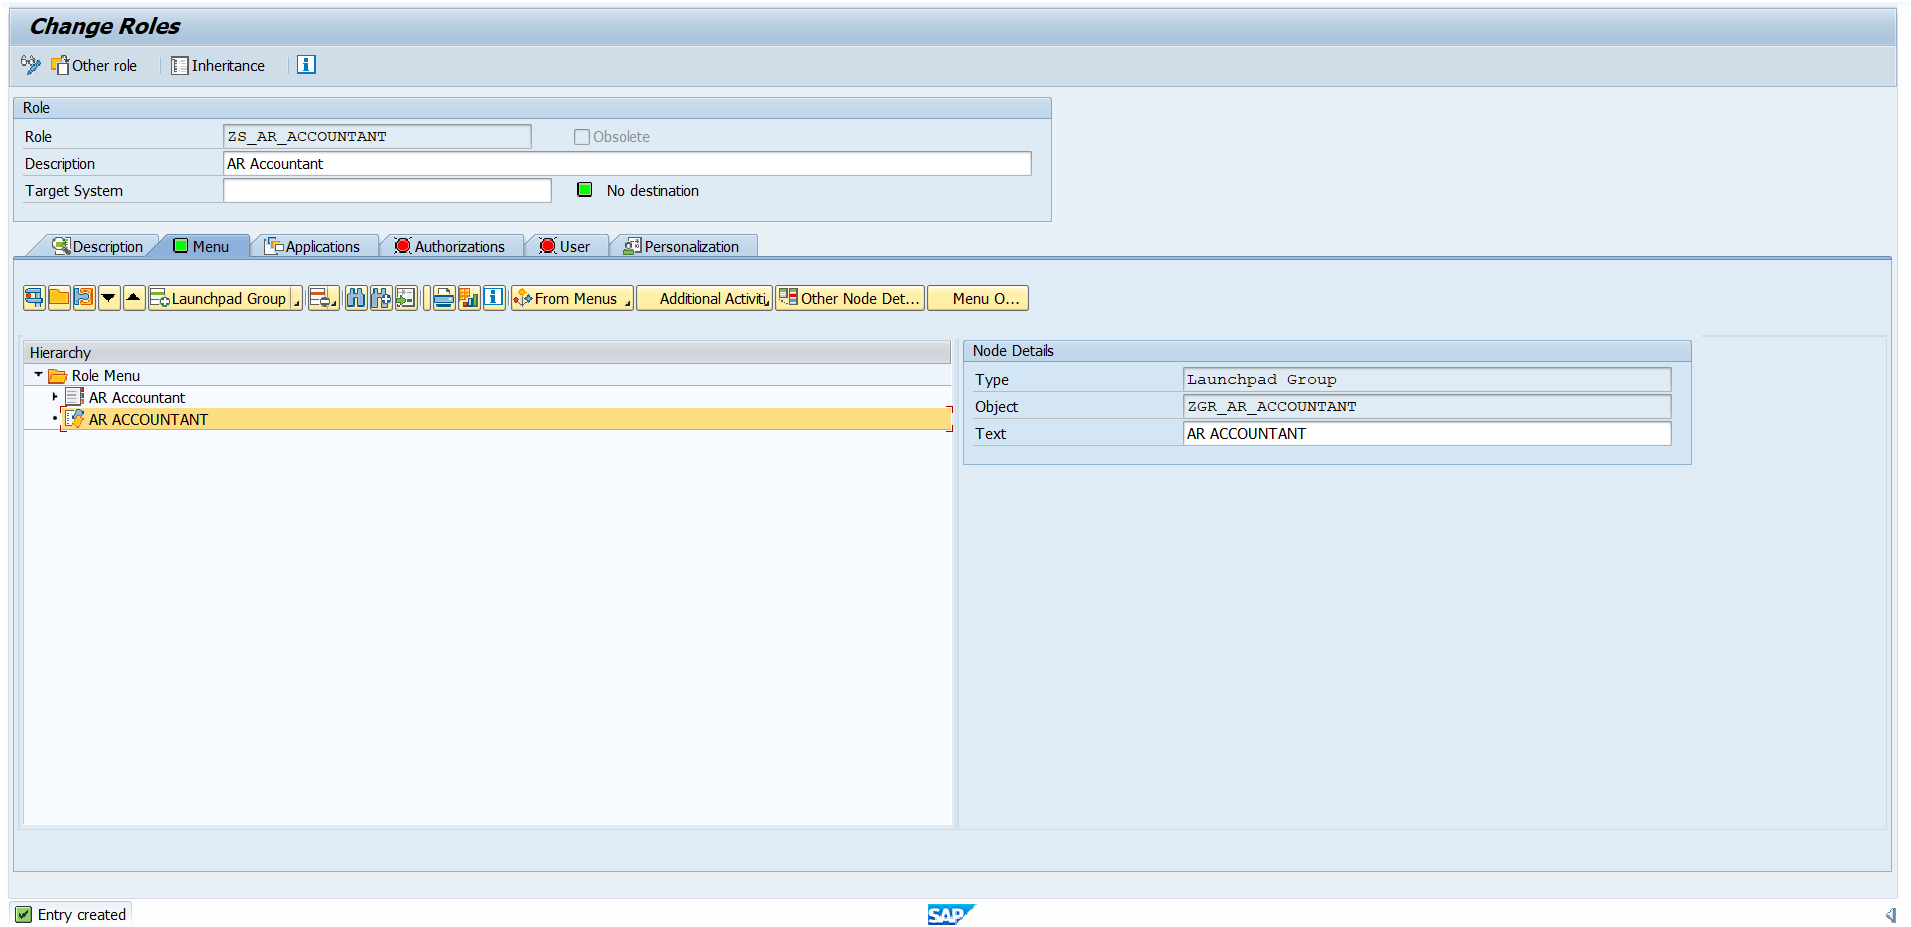 Change Roles
Other role Inheritance
Role
Role ZS_AR_ACCOUNTANT Obsolete
Description AR Accountant
Target System No destination
Description Menu Applications Authorizations User Personalization
Launchpad Group From Menus Additional Activiti Other Node Det... Menu O...
Hierarchy
Role Menu
AR Accountant
AR ACCOUNTANT
Node Details
Type Launchpad Group
Object ZGR_AR_ACCOUNTANT
Text AR ACCOUNTANT
Entry created
SAP